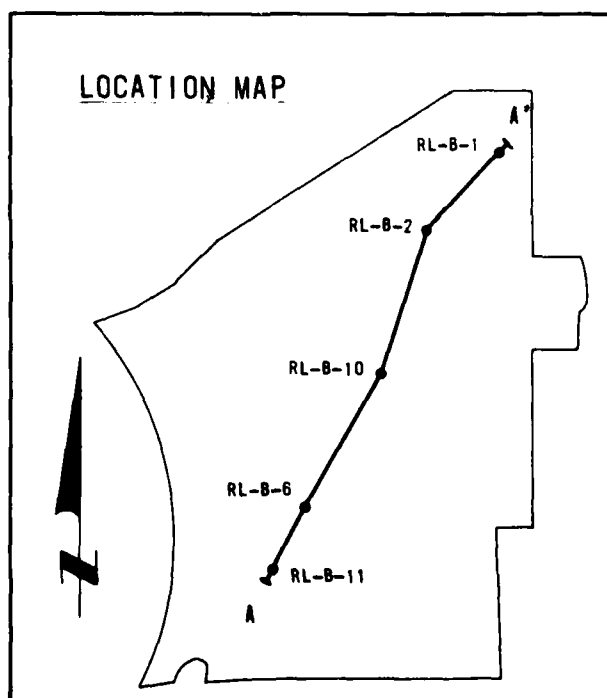 LOCATION MAP
A'
RL-B-1
RL-B-2
RL-B-10
RL-B-6
RL-B-11
A
N